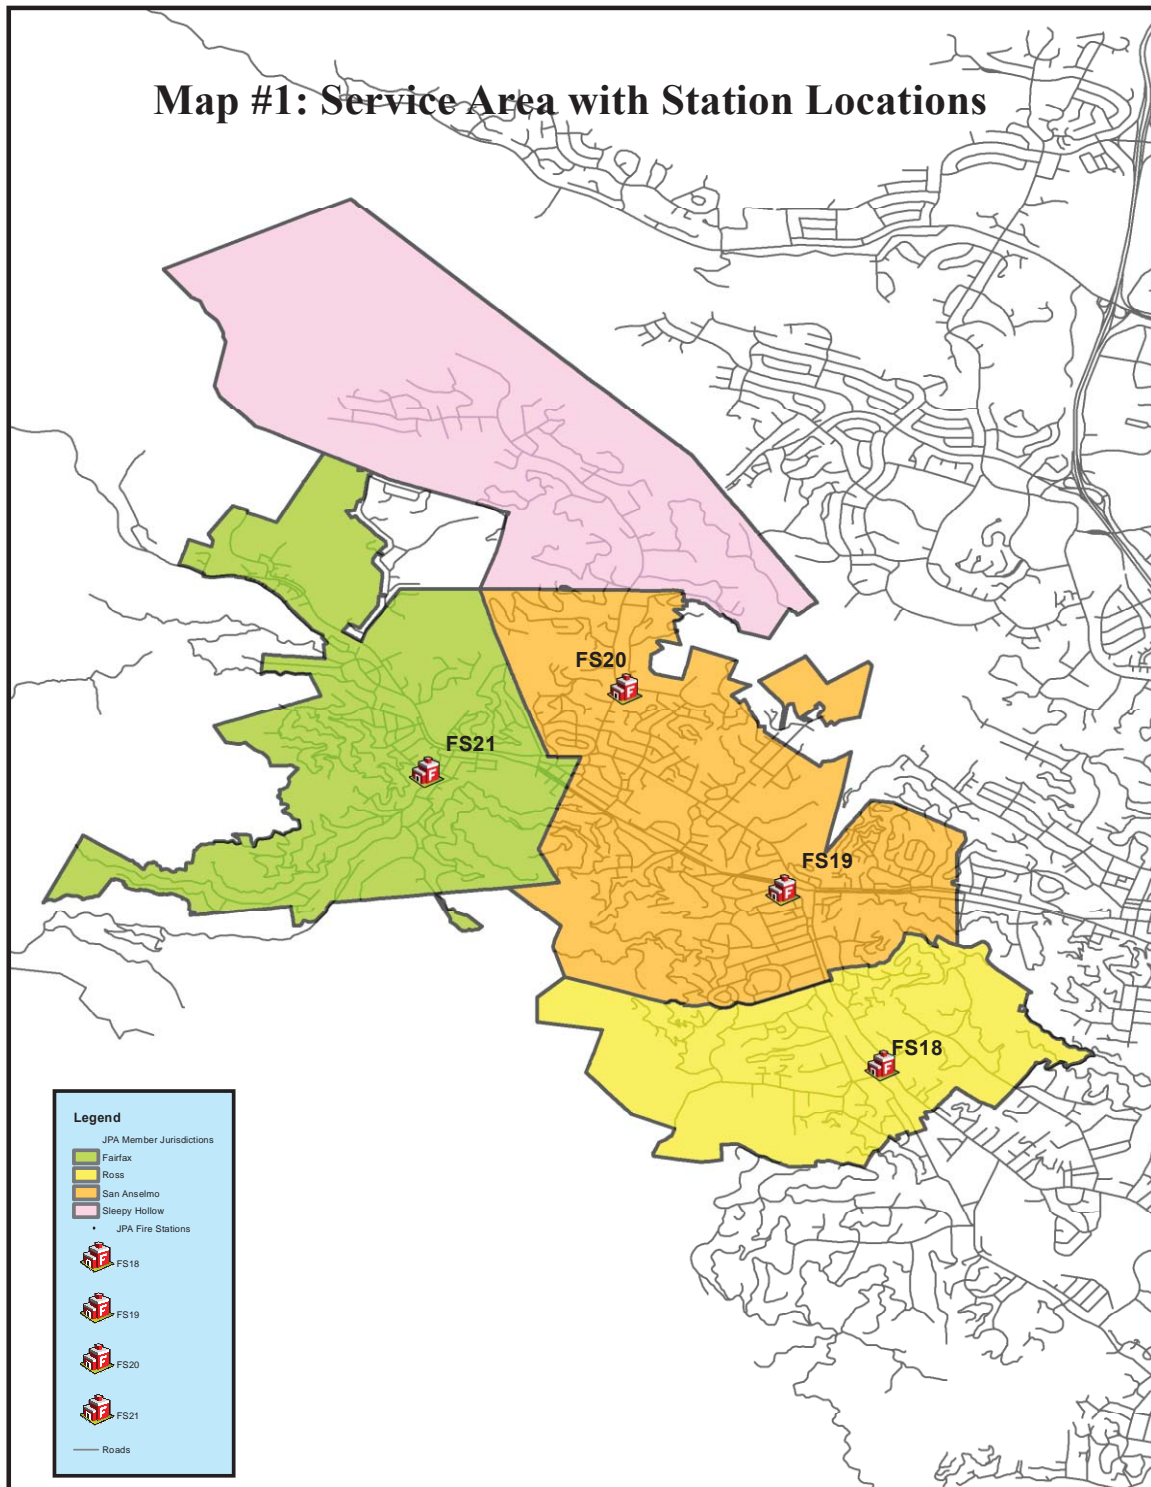 Map #1: Service Area with Station Locations
FS20
FS21
FS19
FS18
Legend
JPA Member Jurisdictions
Fairfax
Ross
San Anselmo
Sleepy Hollow
JPA Fire Stations
FS18
FS19
FS20
FS21
Roads